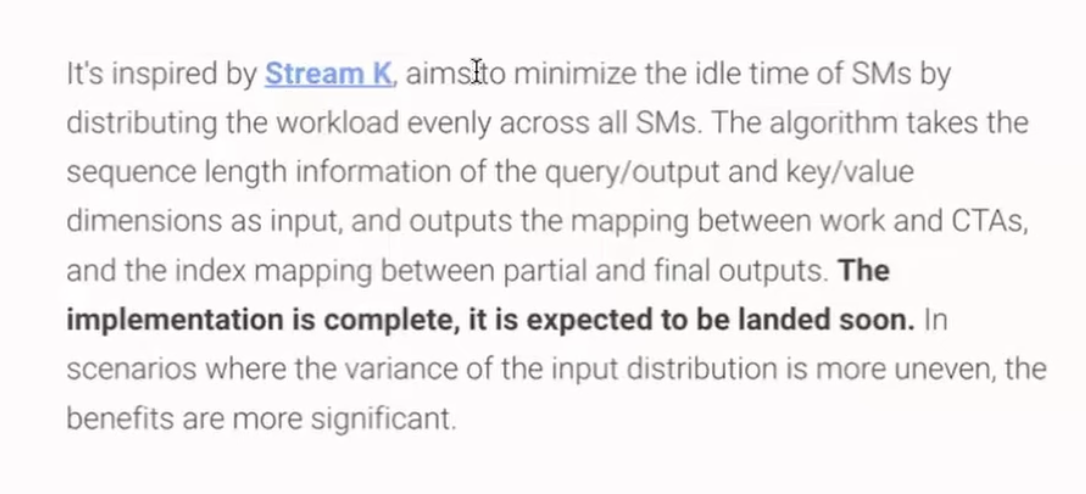 It's inspired by Stream K, aims to minimize the idle time of SMs by
distributing the workload evenly across all SMs. The algorithm takes the
sequence length information of the query/output and key/value
dimensions as input, and outputs the mapping between work and CTAs,
and the index mapping between partial and final outputs. The
implementation is complete, it is expected to be landed soon. In
scenarios where the variance of the input distribution is more uneven, the
benefits are more significant.